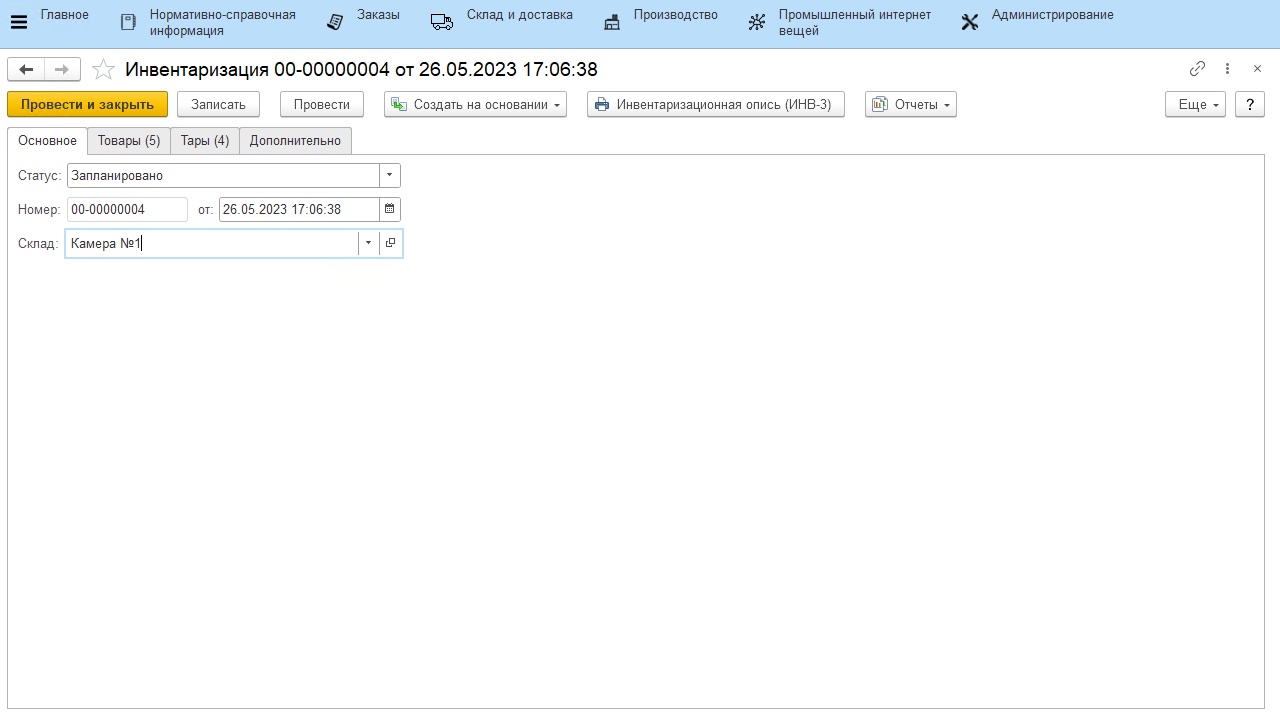 Главное
Нормативно-справочная
информация
Заказы
Склад и доставка
Производство
Промышленный интернет
вещей
Администрирование
Инвентаризация 00-00000004 от 26.05.2023 17:06:38
Провести и закрыть
Записать
Провести
Создать на основании
Инвентаризационная опись (ИНВ-3)
Отчеты
Еще
?
Основное
Товары (5)
Тары (4)
Дополнительно
Статус: Запланировано
Номер: 00-00000004 от: 26.05.2023 17:06:38
Склад: Камера №1